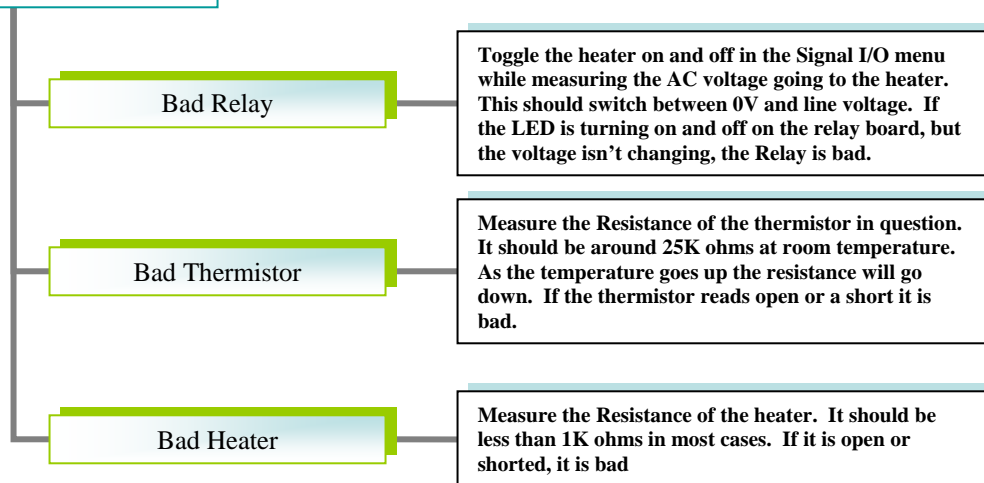 Bad Relay
Toggle the heater on and off in the Signal I/O menu
while measuring the AC voltage going to the heater.
This should switch between 0V and line voltage.  If
the LED is turning on and off on the relay board, but
the voltage isn't changing, the Relay is bad.
Bad Thermistor
Measure the Resistance of the thermistor in question.
It should be around 25K ohms at room temperature.
As the temperature goes up the resistance will go
down.  If the thermistor reads open or a short it is
bad.
Bad Heater
Measure the Resistance of the heater.  It should be
less than 1K ohms in most cases.  If it is open or
shorted, it is bad